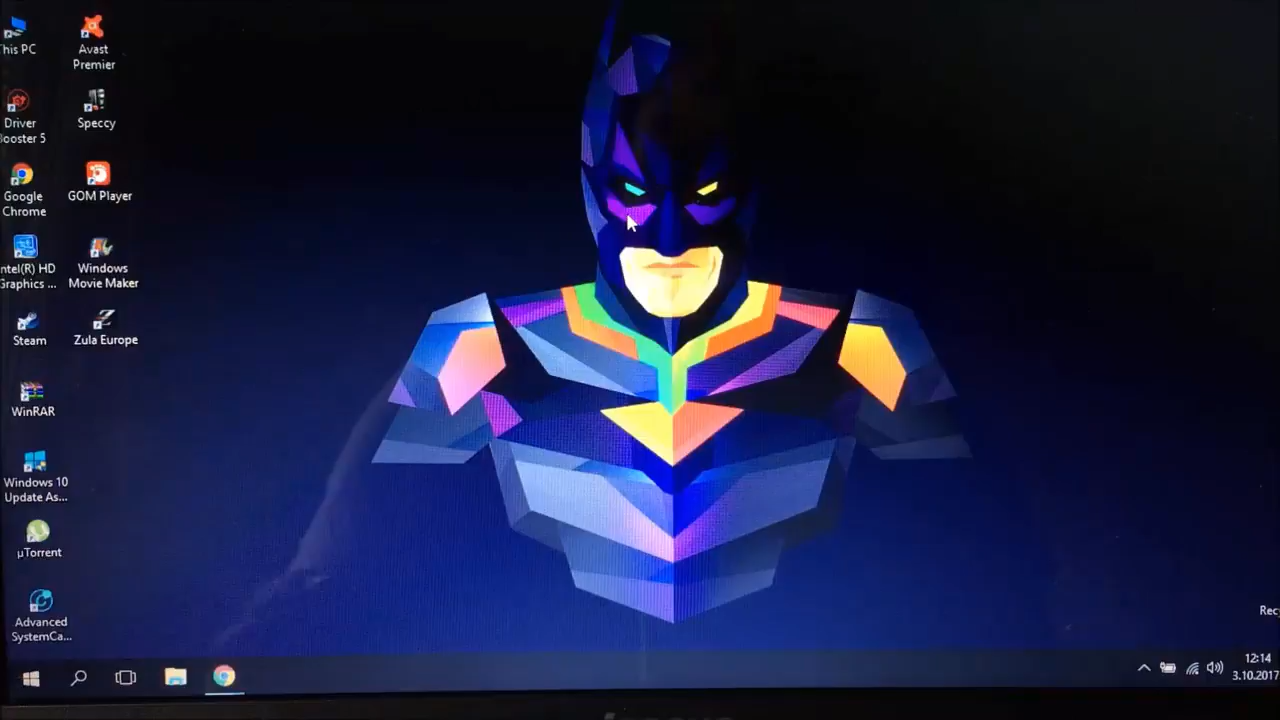 This PC
Avast
Premier
Driver
Booster 5
Speccy
Google
Chrome
GOM Player
Intel(R) HD
Graphics ...
Windows
Movie Maker
Steam
Zula Europe
WinRAR
Windows 10
Update As...
µTorrent
Advanced
SystemCa...
Rec
12:14
3.10.2017